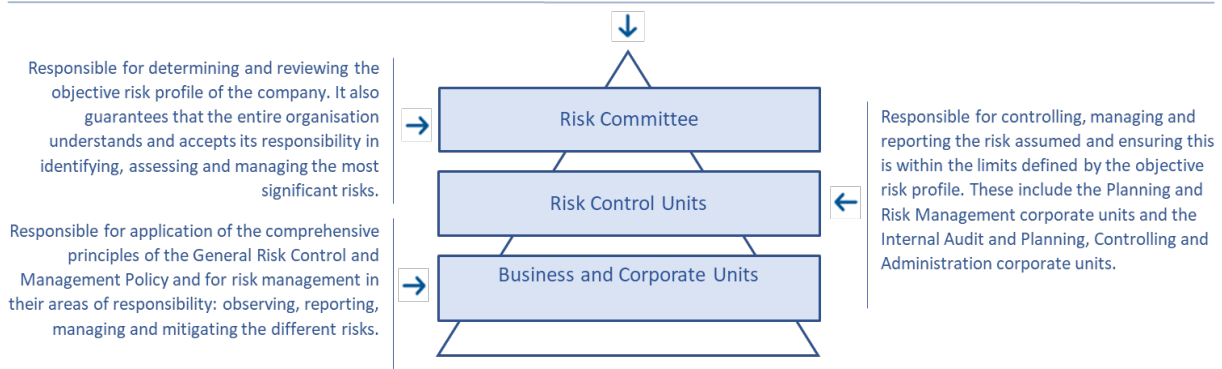 Responsible for determining and reviewing the
objective risk profile of the company. It also
guarantees that the entire organisation
understands and accepts its responsibility in
identifying, assessing and managing the most
significant risks.
Risk Committee
Responsible for controlling, managing and
reporting the risk assumed and ensuring this
is within the limits defined by the objective
risk profile. These include the Planning and
Risk Management corporate units and the
Internal Audit and Planning, Controlling and
Administration corporate units.
Risk Control Units
Responsible for application of the comprehensive
principles of the General Risk Control and
Management Policy and for risk management in
their areas of responsibility: observing, reporting,
managing and mitigating the different risks.
Business and Corporate Units